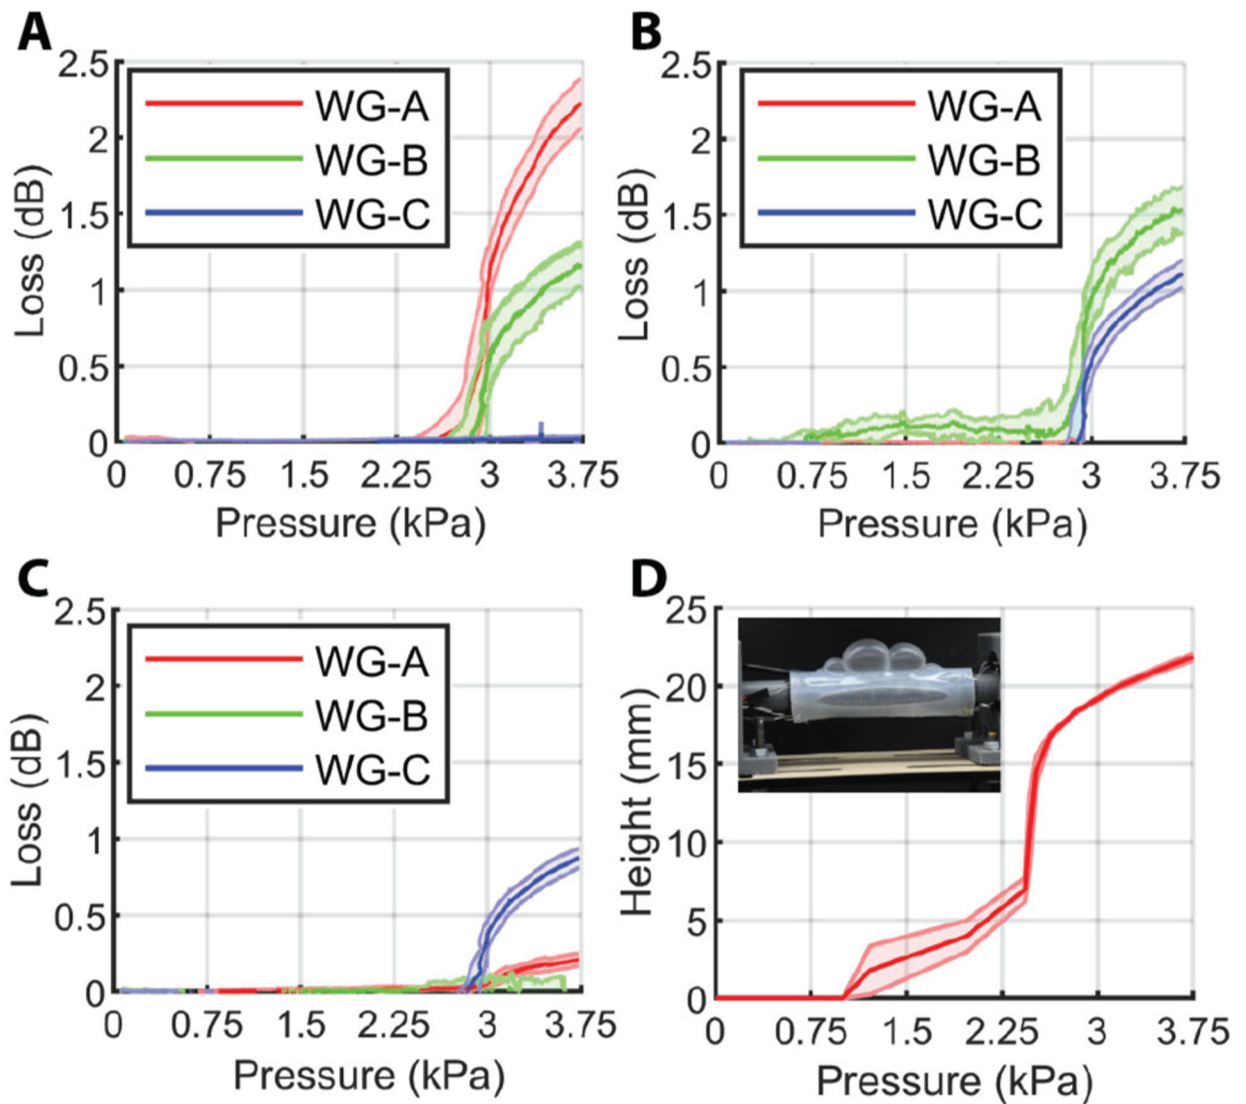 A
2.5
2
1.5
1
0.5
0
Loss (dB)
WG-A
WG-B
WG-C
0 0.75 1.5 2.25 3 3.75
Pressure (kPa)
B
2.5
2
1.5
1
0.5
0
Loss (dB)
WG-A
WG-B
WG-C
0 0.75 1.5 2.25 3 3.75
Pressure (kPa)
C
2.5
2
1.5
1
0.5
0
Loss (dB)
WG-A
WG-B
WG-C
0 0.75 1.5 2.25 3 3.75
Pressure (kPa)
D
25
20
15
10
5
0
Height (mm)
0 0.75 1.5 2.25 3 3.75
Pressure (kPa)